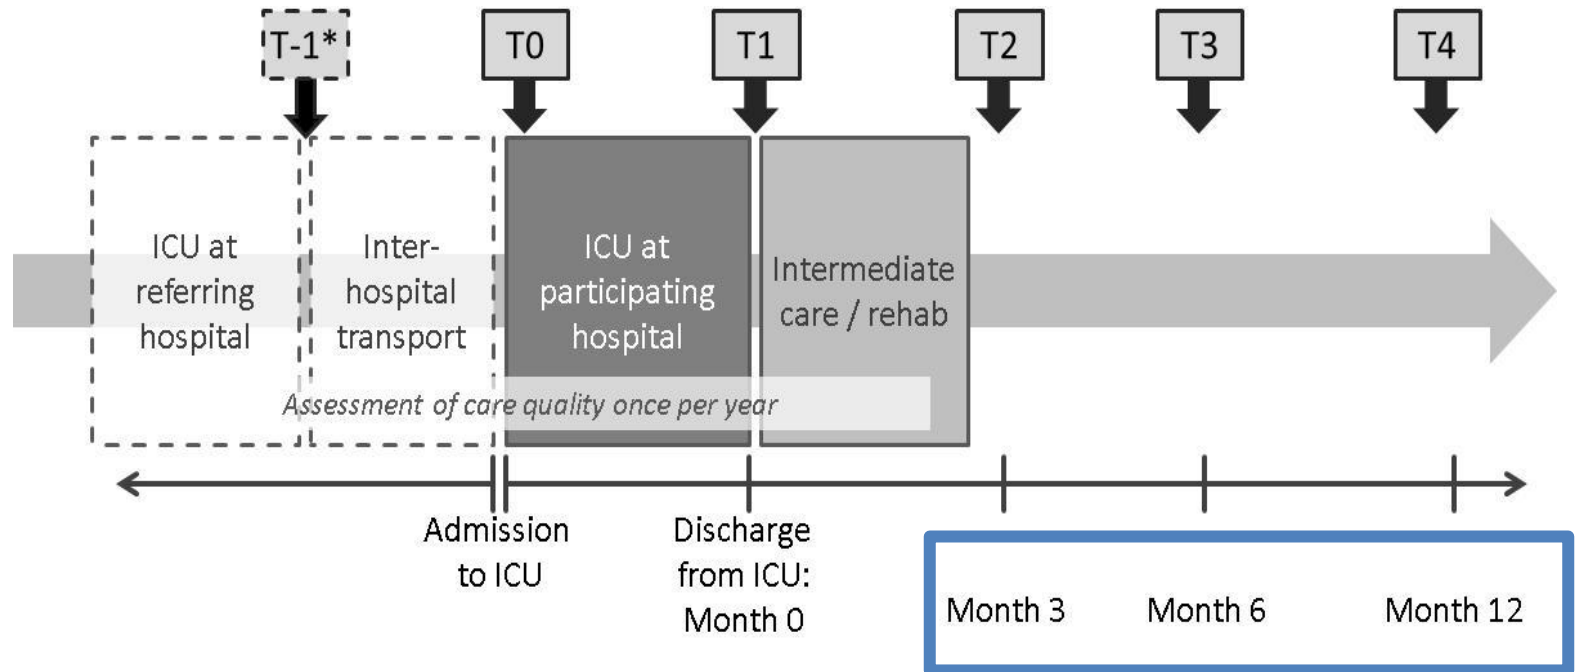 T-1*
T0
T1
T2
T3
T4
ICU at
referring
hospital
Inter-
hospital
transport
ICU at
participating
hospital
Intermediate
care / rehab
Assessment of care quality once per year
Admission
to ICU
Discharge
from ICU:
Month 0
Month 3
Month 6
Month 12